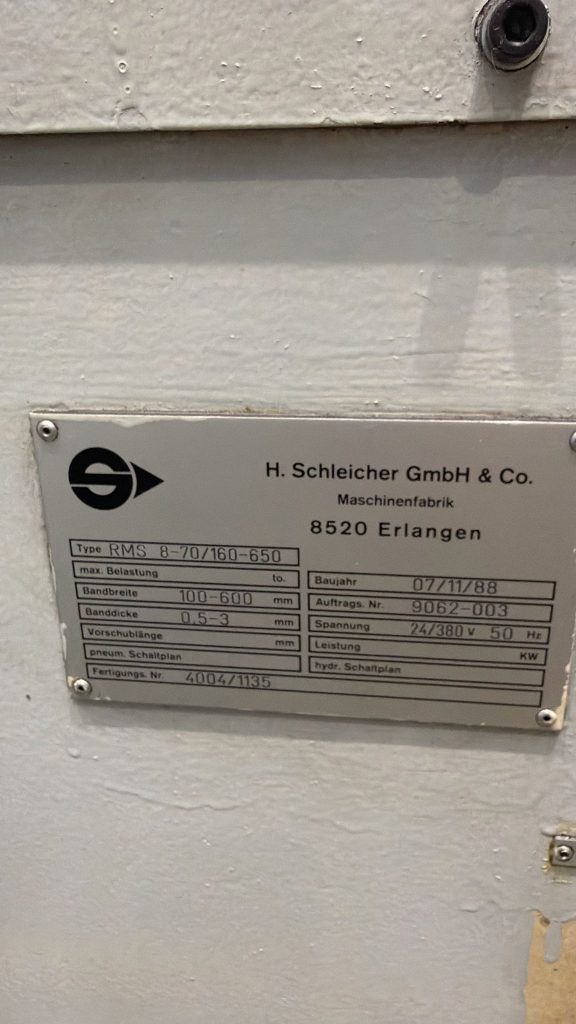 H. Schleicher GmbH & Co.
Maschinenfabrik
8520 Erlangen
Type RMS 8-70/160-650
max. Belastung to.
Bandbreite 100-600 mm
Banddicke 0,5-3 mm
Vorschublänge mm
pneum. Schaltplan
Fertigungs. Nr. 4004/1135
Baujahr 07/11/88
Auftrags. Nr. 9062-003
Spannung 24/380 V 50 Hz
Leistung KW
hydr. Schaltplan